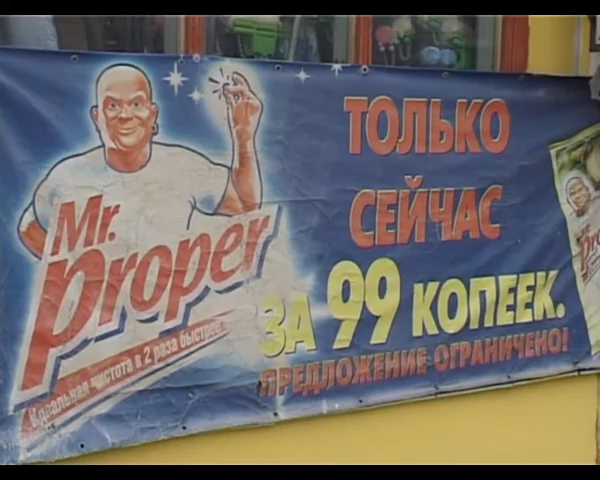 Mr.
Proper
Идеальная чистота в 2 раза быстрее
ТОЛЬКО
СЕЙЧАС
ЗА 99 КОПЕЕК.
ПРЕДЛОЖЕНИЕ ОГРАНИЧЕНО!